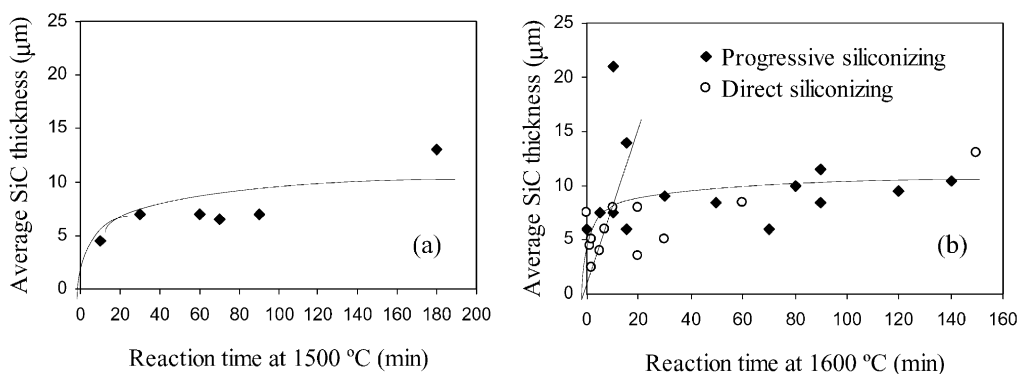 25
20
15
10
5
0
0 20 40 60 80 100 120 140 160 180 200
Average SiC thickness (μm)
Reaction time at 1500 ºC (min)
(a)
25
20
15
10
5
0
0 20 40 60 80 100 120 140 160
Average SiC thickness (μm)
Reaction time at 1600 ºC (min)
Progressive siliconizing
Direct siliconizing
(b)